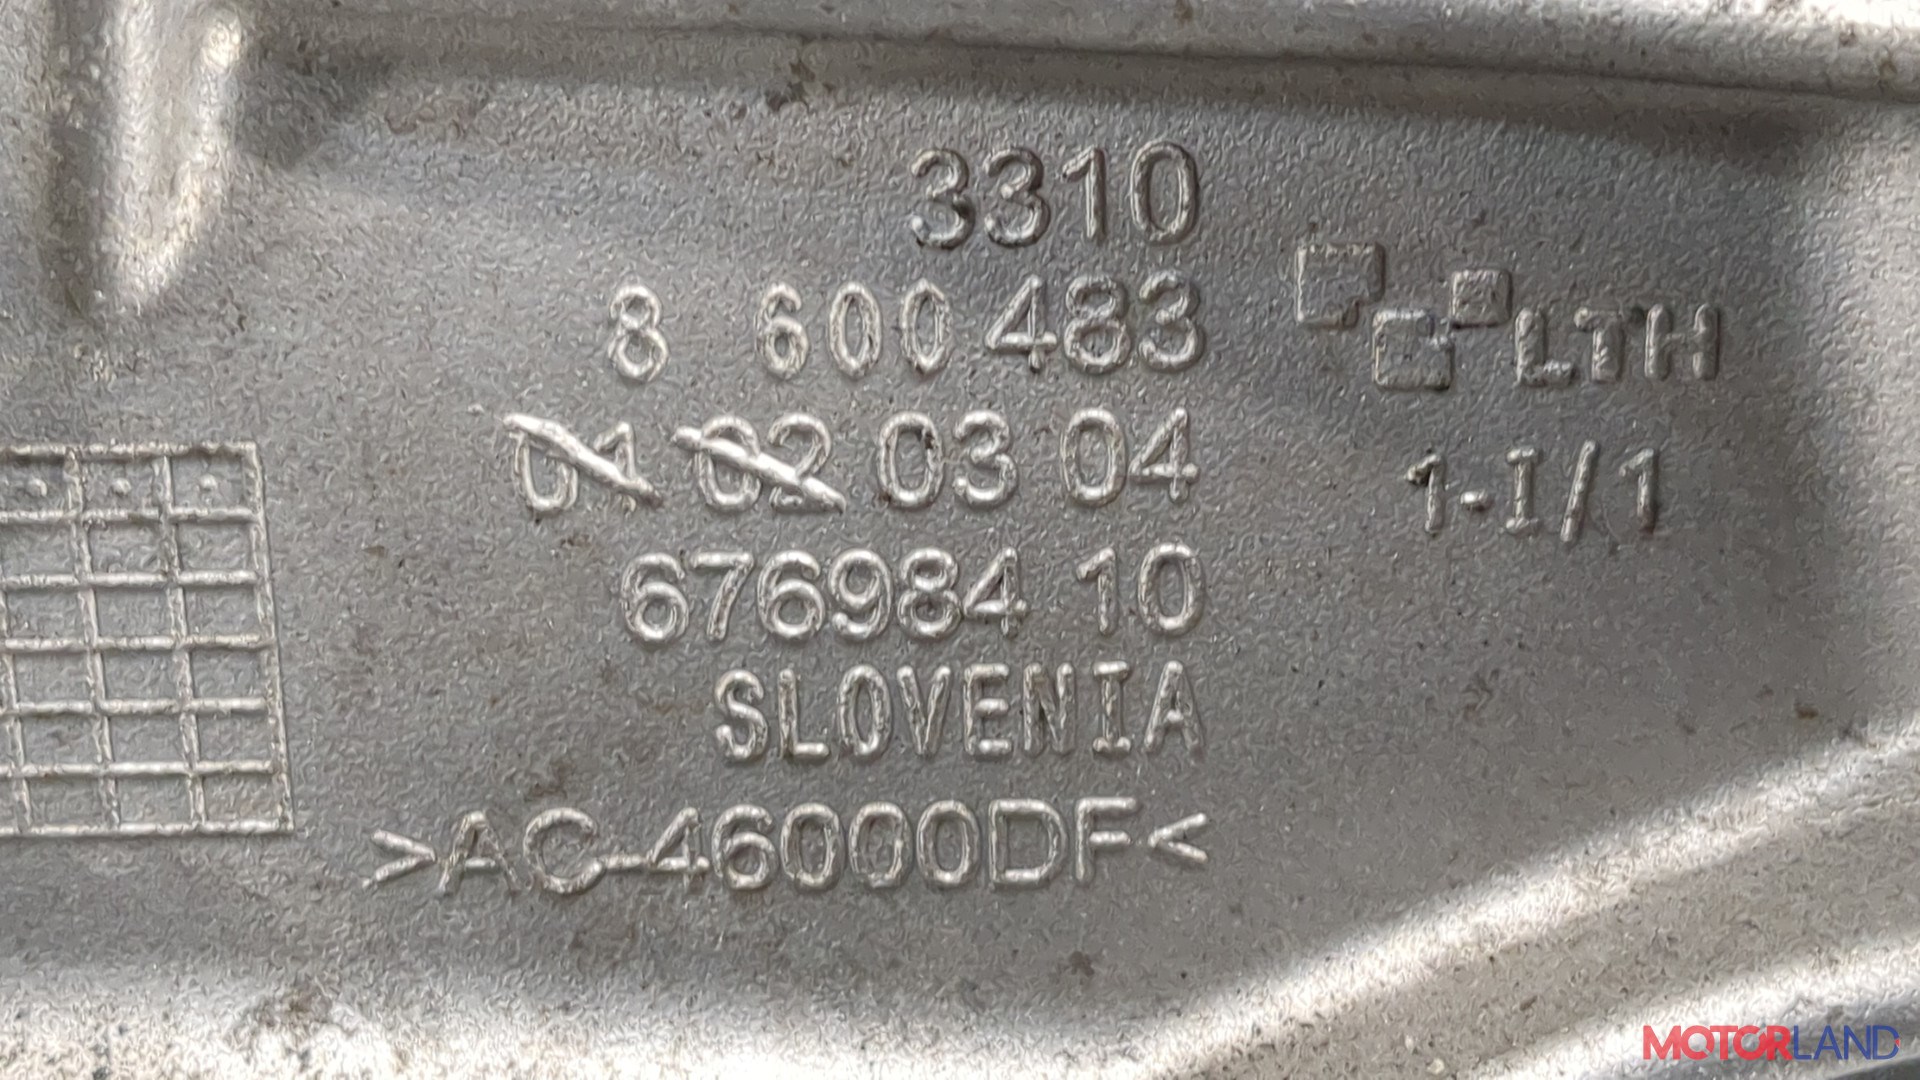 3310
8 600 483
LTH
01 02 03 04
1-I/1
676984 10
SLOVENIA
>AC-46000DF<
MOTORLAND